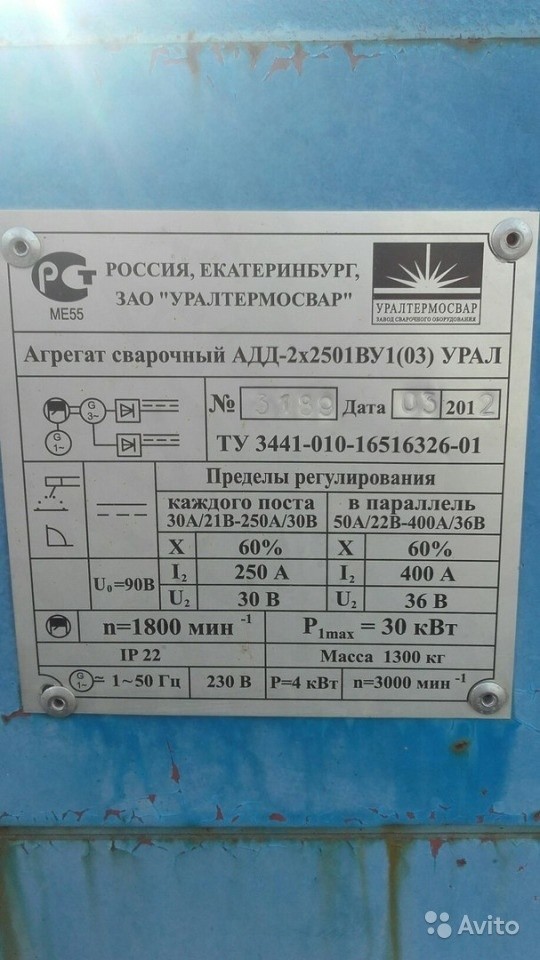 РСТ
МЕ55
РОССИЯ, ЕКАТЕРИНБУРГ,
ЗАО "УРАЛТЕРМОСВАР"
УРАЛТЕРМОСВАР
ЗАВОД СВАРОЧНОГО ОБОРУДОВАНИЯ
Агрегат сварочный АДД-2х2501ВУ1(03) УРАЛ
G
3~
G
1~
№ 3189 Дата 03 2012
ТУ 3441-010-16516326-01
Пределы регулирования
каждого поста в параллель
30А/21В-250А/30В 50А/22В-400А/36В
X 60% X 60%
U₀=90В
I₂ 250 А I₂ 400 А
U₂ 30 В U₂ 36 В
n=1800 мин ⁻¹ P₁max = 30 кВт
IP 22 Масса 1300 кг
G
1~
≃ 1~50 Гц 230 В P=4 кВт n=3000 мин ⁻¹
Avito